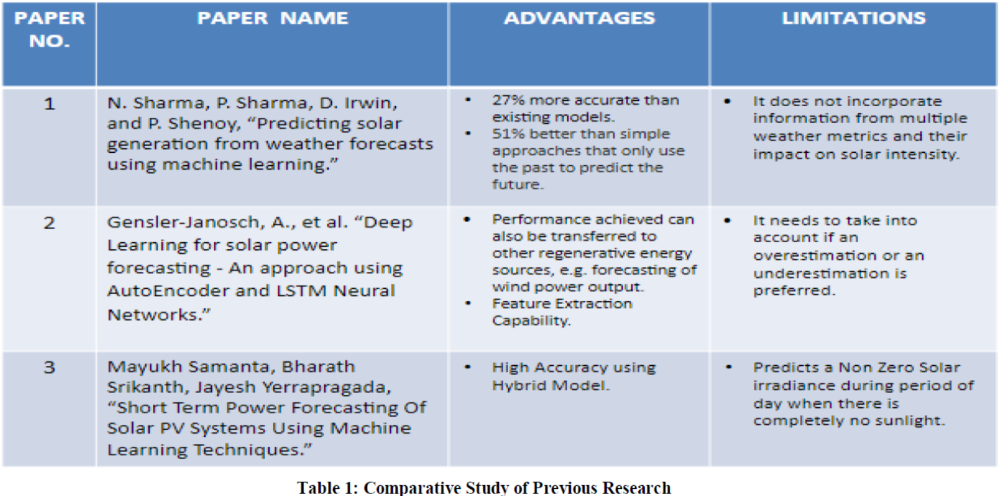 PAPER NO.
PAPER NAME
ADVANTAGES
LIMITATIONS
1
N. Sharma, P. Sharma, D. Irwin,
and P. Shenoy, “Predicting solar
generation from weather forecasts
using machine learning.”
• 27% more accurate than
existing models.
• 51% better than simple
approaches that only use
the past to predict the
future.
• It does not incorporate
information from multiple
weather metrics and their
impact on solar intensity.
2
Gensler-Janosch, A., et al. “Deep
Learning for solar power
forecasting - An approach using
AutoEncoder and LSTM Neural
Networks.”
• Performance achieved can
also be transferred to
other regenerative energy
sources, e.g. forecasting of
wind power output.
• Feature Extraction
Capability.
• It needs to take into
account if an
overestimation or an
underestimation is
preferred.
3
Mayukh Samanta, Bharath
Srikanth, Jayesh Yerrapragada,
“Short Term Power Forecasting Of
Solar PV Systems Using Machine
Learning Techniques.”
• High Accuracy using
Hybrid Model.
• Predicts a Non Zero Solar
irradiance during period of
day when there is
completely no sunlight.
Table 1: Comparative Study of Previous Research